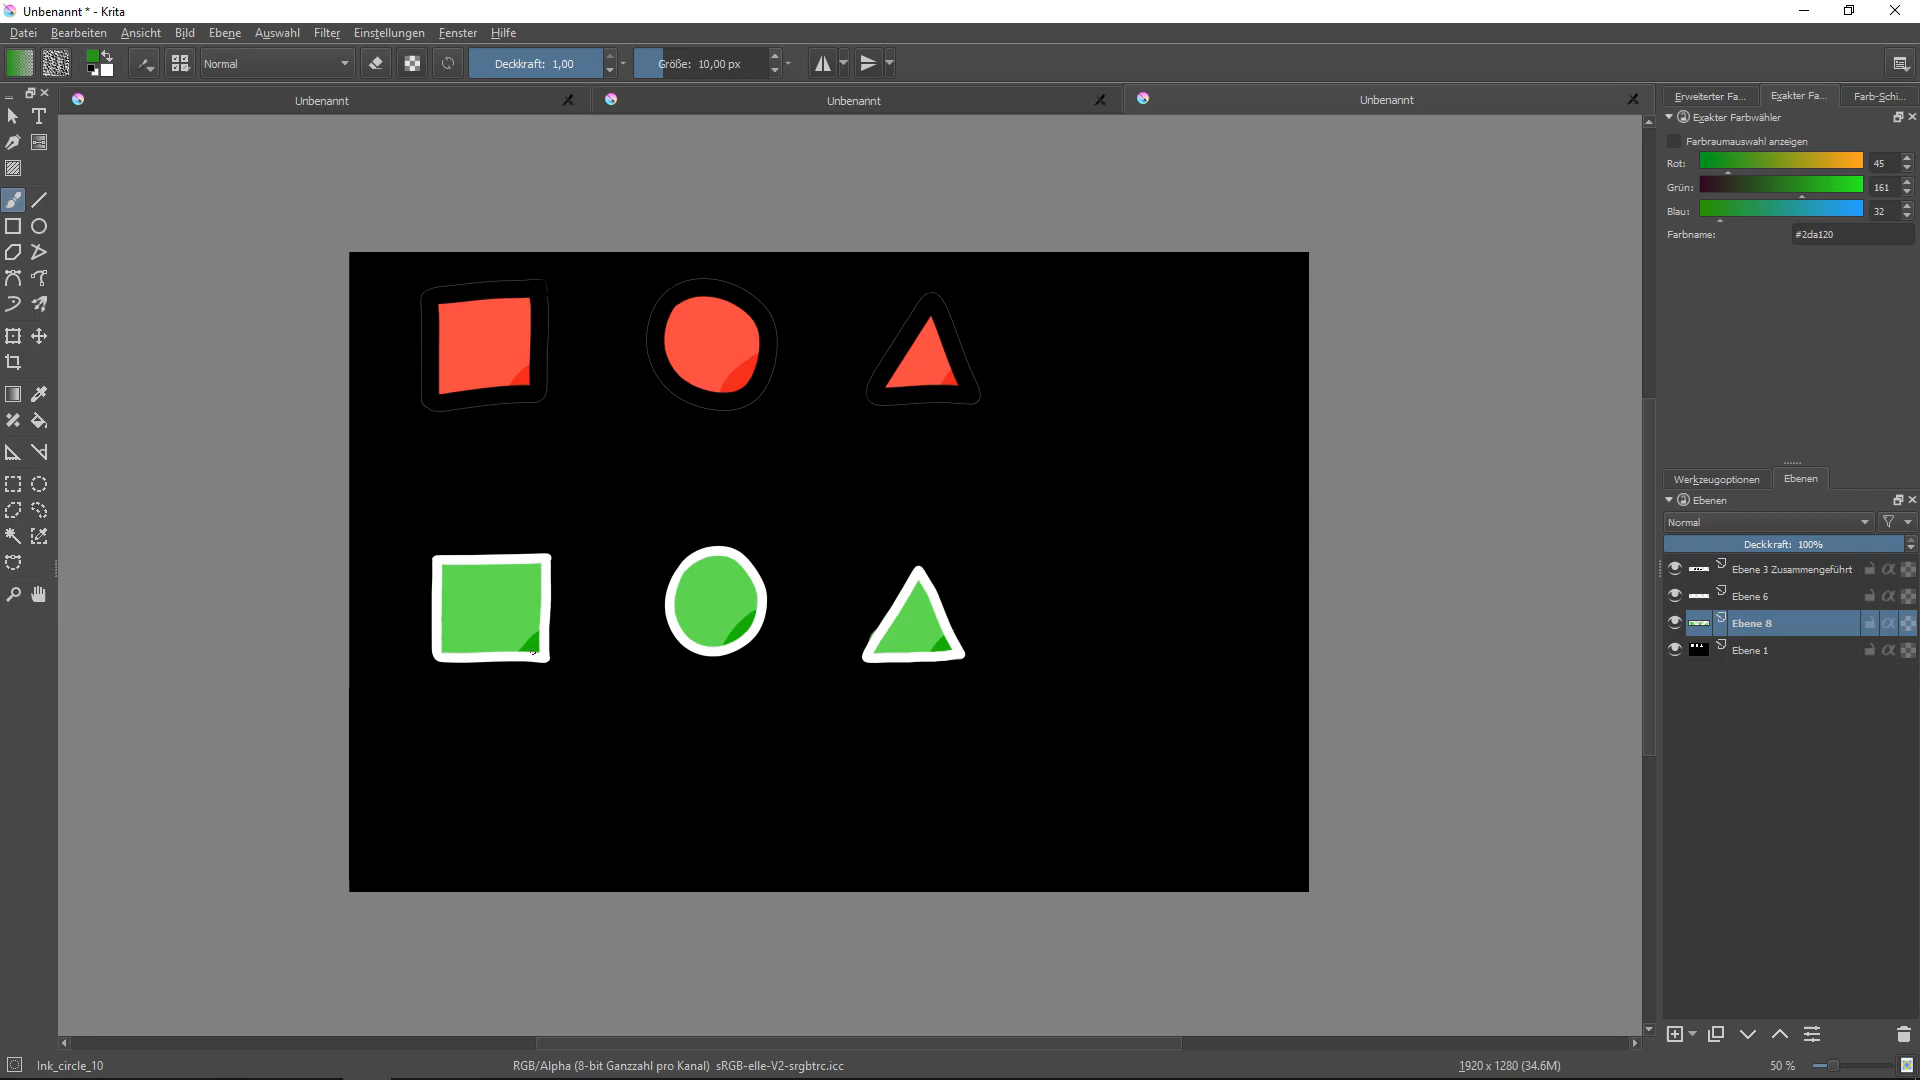 Unbenannt * - Krita
Datei Bearbeiten Ansicht Bild Ebene Auswahl Filter Einstellungen Fenster Hilfe
Normal Deckkraft: 1,00 Größe: 10,00 px
Unbenannt Unbenannt Unbenannt
Erweiterter Fa... Exakter Fa... Farb-Schi...
Exakter Farbwähler
Farbraumauswahl anzeigen
Rot: 45
Grün: 161
Blau: 32
Farbname: #2da120
Werkzeugoptionen Ebenen
Ebenen
Normal
Deckkraft: 100%
Ebene 3 Zusammengeführt
Ebene 6
Ebene 8
Ebene 1
Ink_circle_10 RGB/Alpha (8-bit Ganzzahl pro Kanal) sRGB-elle-V2-srgbtrc.icc 1920 x 1280 (34.6M) 50 %